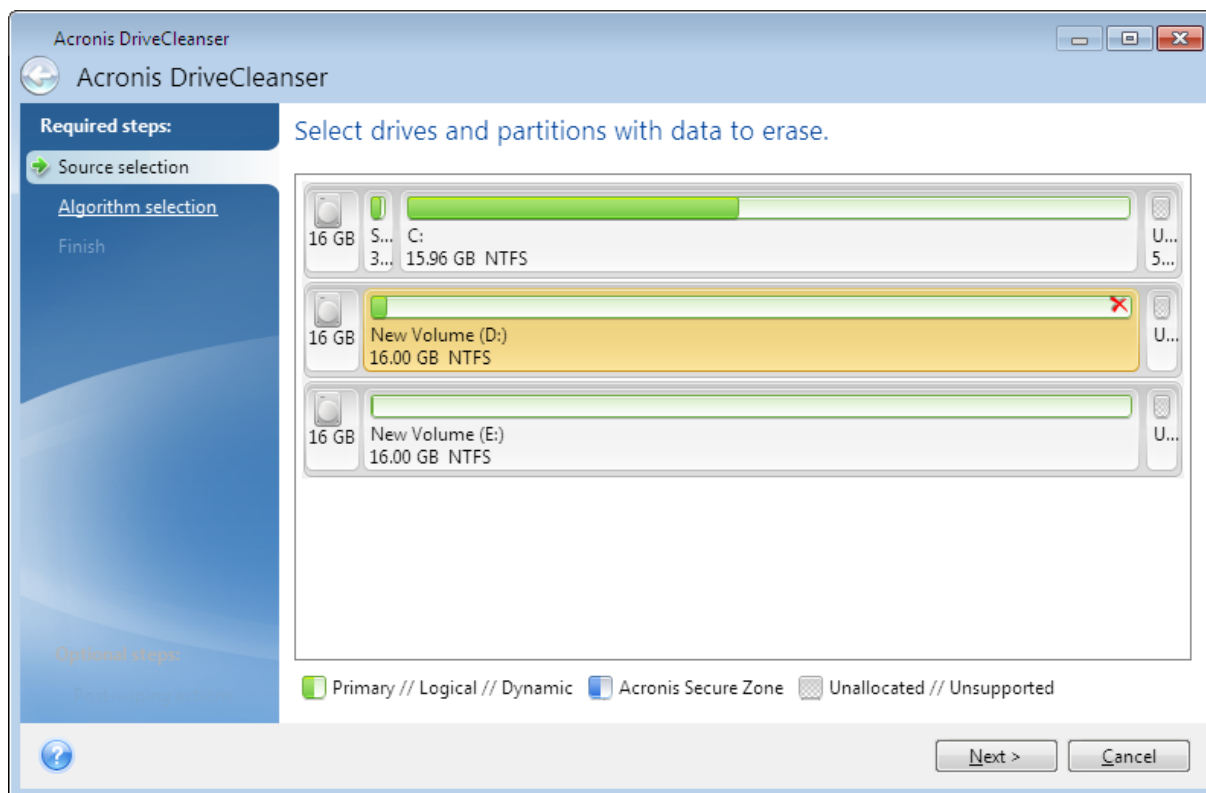 Acronis DriveCleanser
Acronis DriveCleanser
Required steps:
Source selection
Algorithm selection
Finish
Select drives and partitions with data to erase.
16 GB
S...
3...
C:
15.96 GB NTFS
U...
5...
16 GB
New Volume (D:)
16.00 GB NTFS
U...
16 GB
New Volume (E:)
16.00 GB NTFS
U...
Optional steps:
Primary // Logical // Dynamic
Acronis Secure Zone
Unallocated // Unsupported
?
Next >
Cancel